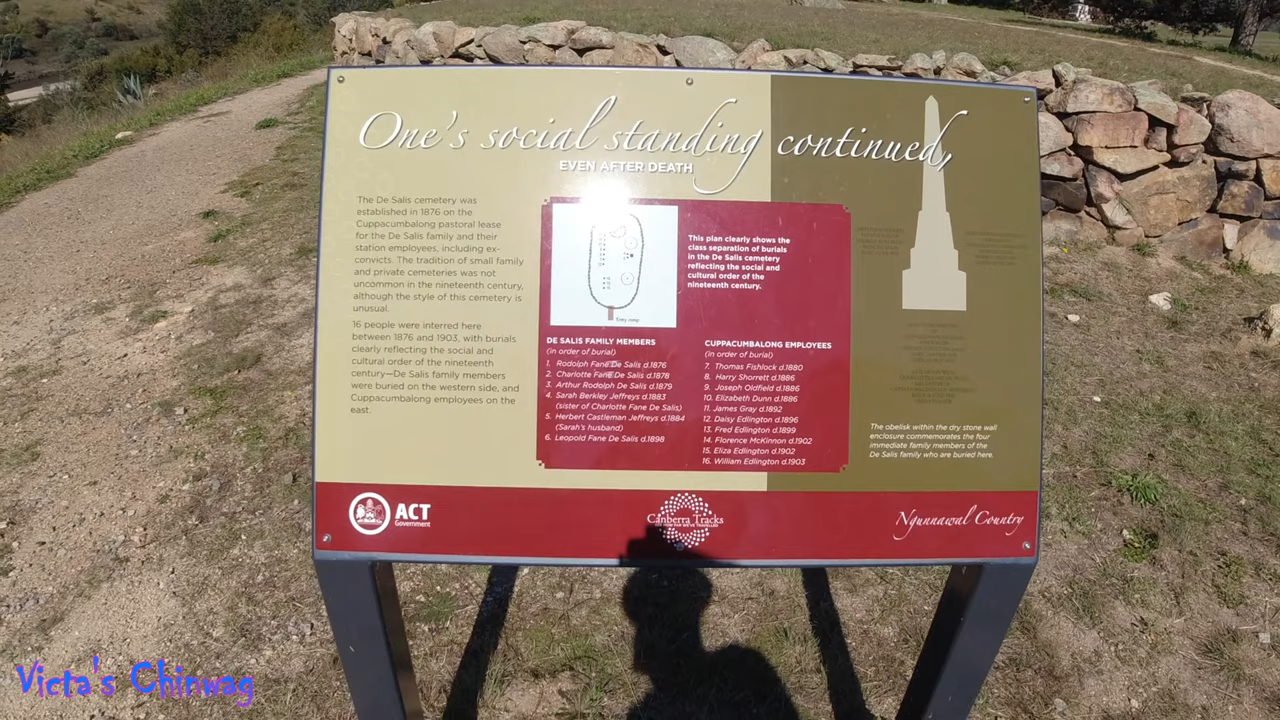 One's social standing continued,
EVEN AFTER DEATH
The De Salis cemetery was
established in 1876 on the
Cuppacumbalong pastoral lease
for the De Salis family and their
station employees, including ex-
convicts. The tradition of small family
and private cemeteries was not
uncommon in the nineteenth century,
although the style of this cemetery is
unusual.
16 people were interred here
between 1876 and 1903, with burials
clearly reflecting the social and
cultural order of the nineteenth
century—De Salis family members
were buried on the western side, and
Cuppacumbalong employees on the
east.
Entry ramp
This plan clearly shows the
class separation of burials
in the De Salis cemetery
reflecting the social and
cultural order of the
nineteenth century.
DE SALIS FAMILY MEMBERS
(in order of burial)
1. Rodolph Fane De Salis d.1876
2. Charlotte Fane De Salis d.1878
3. Arthur Rodolph De Salis d.1879
4. Sarah Berkley Jeffreys d.1883
(sister of Charlotte Fane De Salis)
5. Herbert Castleman Jeffreys d.1884
(Sarah's husband)
6. Leopold Fane De Salis d.1898
CUPPACUMBALONG EMPLOYEES
(in order of burial)
7. Thomas Fishlock d.1880
8. Harry Shorrett d.1886
9. Joseph Oldfield d.1886
10. Elizabeth Dunn d.1886
11. James Gray d.1892
12. Daisy Edlington d.1896
13. Fred Edlington d.1899
14. Florence McKinnon d.1902
15. Eliza Edlington d.1902
16. William Edlington d.1903
The obelisk within the dry stone wall
enclosure commemorates the four
immediate family members of the
De Salis family who are buried here.
ACT
Government
Canberra Tracks
SEE HOW FAR WE'VE TRAVELLED
Ngunnawal Country
Victa's Chinwag